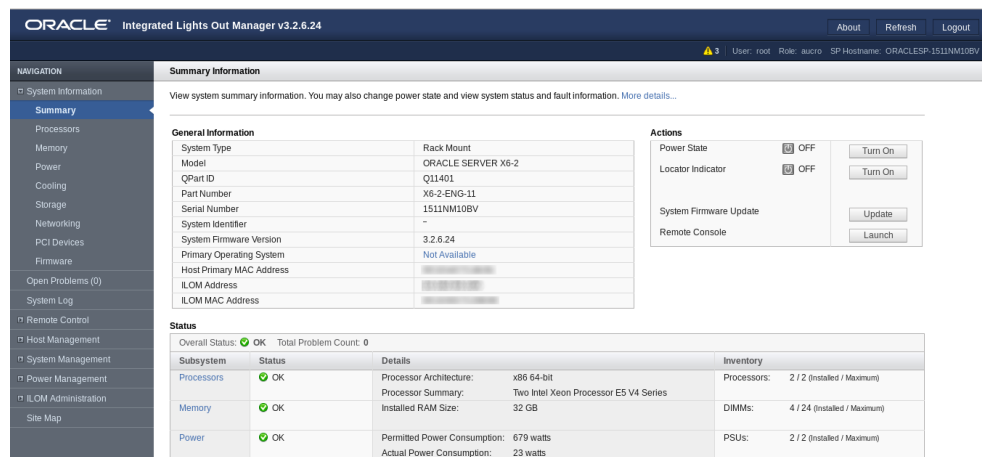 ORACLE® Integrated Lights Out Manager v3.2.6.24
About Refresh Logout
3 User: root Role: aucro SP Hostname: ORACLESP-1511NM10BV
NAVIGATION
System Information
Summary
Processors
Memory
Power
Cooling
Storage
Networking
PCI Devices
Firmware
Open Problems (0)
System Log
Remote Control
Host Management
System Management
Power Management
ILOM Administration
Site Map
Summary Information
View system summary information. You may also change power state and view system status and fault information. More details...
General Information
System Type Rack Mount
Model ORACLE SERVER X6-2
QPart ID Q11401
Part Number X6-2-ENG-11
Serial Number 1511NM10BV
System Identifier –
System Firmware Version 3.2.6.24
Primary Operating System Not Available
Host Primary MAC Address
ILOM Address
ILOM MAC Address
Actions
Power State OFF Turn On
Locator Indicator OFF Turn On
System Firmware Update Update
Remote Console Launch
Status
Overall Status: OK Total Problem Count: 0
Subsystem Status Details Inventory
Processors OK Processor Architecture: x86 64-bit Processors: 2 / 2 (Installed / Maximum)
Processor Summary: Two Intel Xeon Processor E5 V4 Series
Memory OK Installed RAM Size: 32 GB DIMMs: 4 / 24 (Installed / Maximum)
Power OK Permitted Power Consumption: 679 watts PSUs: 2 / 2 (Installed / Maximum)
Actual Power Consumption: 23 watts